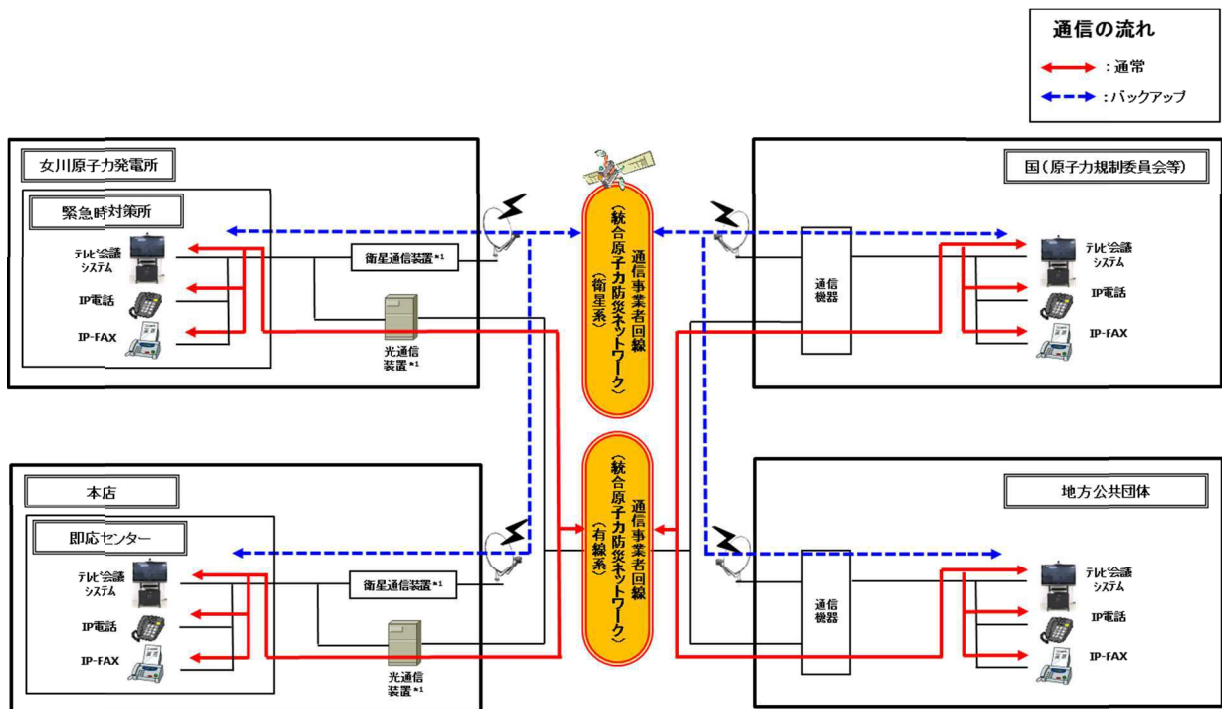 通信の流れ
：通常
：バックアップ
女川原子力発電所
緊急時対策所
テレビ会議
システム
IP電話
IP-FAX
衛星通信装置*1
光通信
装置*1
通信事業者回線
（統合原子力防災ネットワーク）
（衛星系）
国（原子力規制委員会等）
通信
機器
テレビ会議
システム
IP電話
IP-FAX
本店
即応センター
テレビ会議
システム
IP電話
IP-FAX
衛星通信装置*1
光通信
装置*1
通信事業者回線
（統合原子力防災ネットワーク）
（有線系）
地方公共団体
通信
機器
テレビ会議
システム
IP電話
IP-FAX